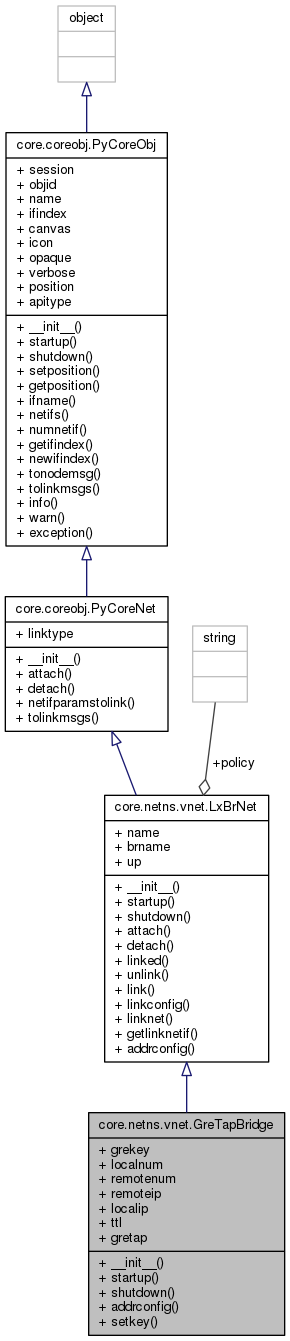 object
core.coreobj.PyCoreObj
+ session
+ objid
+ name
+ ifindex
+ canvas
+ icon
+ opaque
+ verbose
+ position
+ apitype
+ __init__()
+ startup()
+ shutdown()
+ setposition()
+ getposition()
+ ifname()
+ netifs()
+ numnetif()
+ getifindex()
+ newifindex()
+ tonodemsg()
+ tolinkmsgs()
+ info()
+ warn()
+ exception()
core.coreobj.PyCoreNet
+ linktype
+ __init__()
+ attach()
+ detach()
+ netifparamstolink()
+ tolinkmsgs()
string
+policy
core.netns.vnet.LxBrNet
+ name
+ brname
+ up
+ __init__()
+ startup()
+ shutdown()
+ attach()
+ detach()
+ linked()
+ unlink()
+ link()
+ linkconfig()
+ linknet()
+ getlinknetif()
+ addrconfig()
core.netns.vnet.GreTapBridge
+ grekey
+ localnum
+ remotenum
+ remoteip
+ localip
+ ttl
+ gretap
+ __init__()
+ startup()
+ shutdown()
+ addrconfig()
+ setkey()